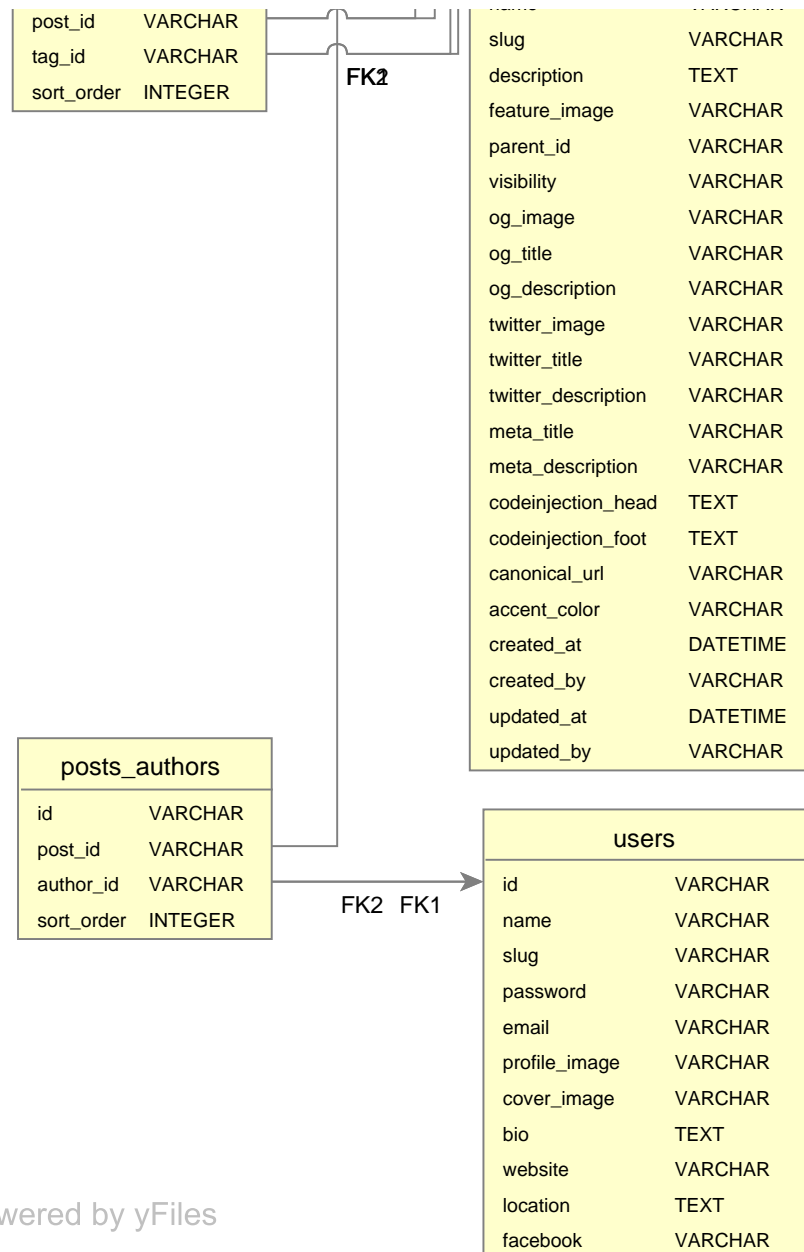 post_id VARCHAR
tag_id VARCHAR
sort_order INTEGER
slug VARCHAR
description TEXT
feature_image VARCHAR
parent_id VARCHAR
visibility VARCHAR
og_image VARCHAR
og_title VARCHAR
og_description VARCHAR
twitter_image VARCHAR
twitter_title VARCHAR
twitter_description VARCHAR
meta_title VARCHAR
meta_description VARCHAR
codeinjection_head TEXT
codeinjection_foot TEXT
canonical_url VARCHAR
accent_color VARCHAR
created_at DATETIME
created_by VARCHAR
updated_at DATETIME
updated_by VARCHAR
posts_authors
id VARCHAR
post_id VARCHAR
author_id VARCHAR
sort_order INTEGER
FK2 FK1
users
id VARCHAR
name VARCHAR
slug VARCHAR
password VARCHAR
email VARCHAR
profile_image VARCHAR
cover_image VARCHAR
bio TEXT
website VARCHAR
location TEXT
facebook VARCHAR
wered by yFiles